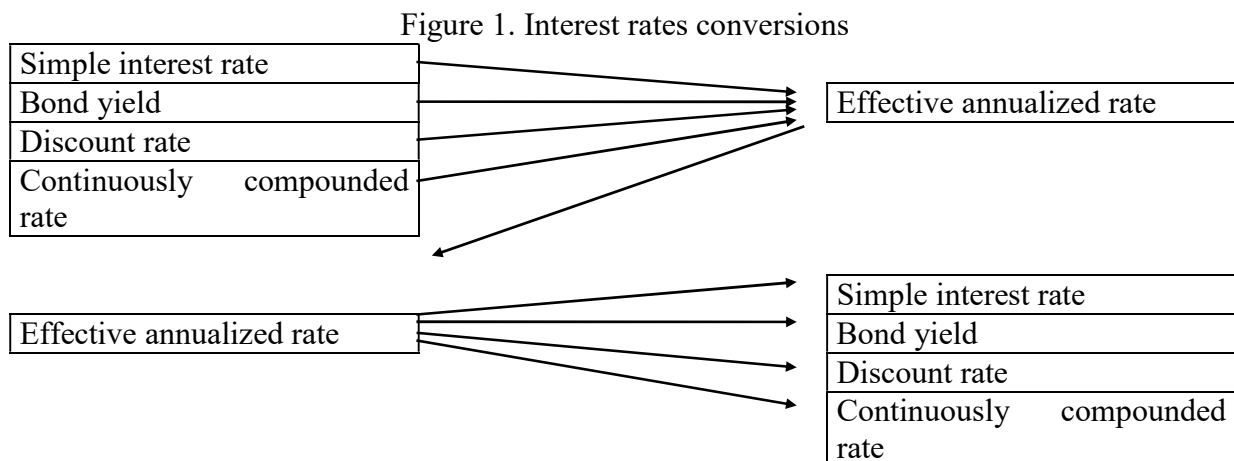 Figure 1. Interest rates conversions
Simple interest rate
Bond yield
Discount rate
Continuously compounded
rate
Effective annualized rate
Effective annualized rate
Simple interest rate
Bond yield
Discount rate
Continuously compounded
rate